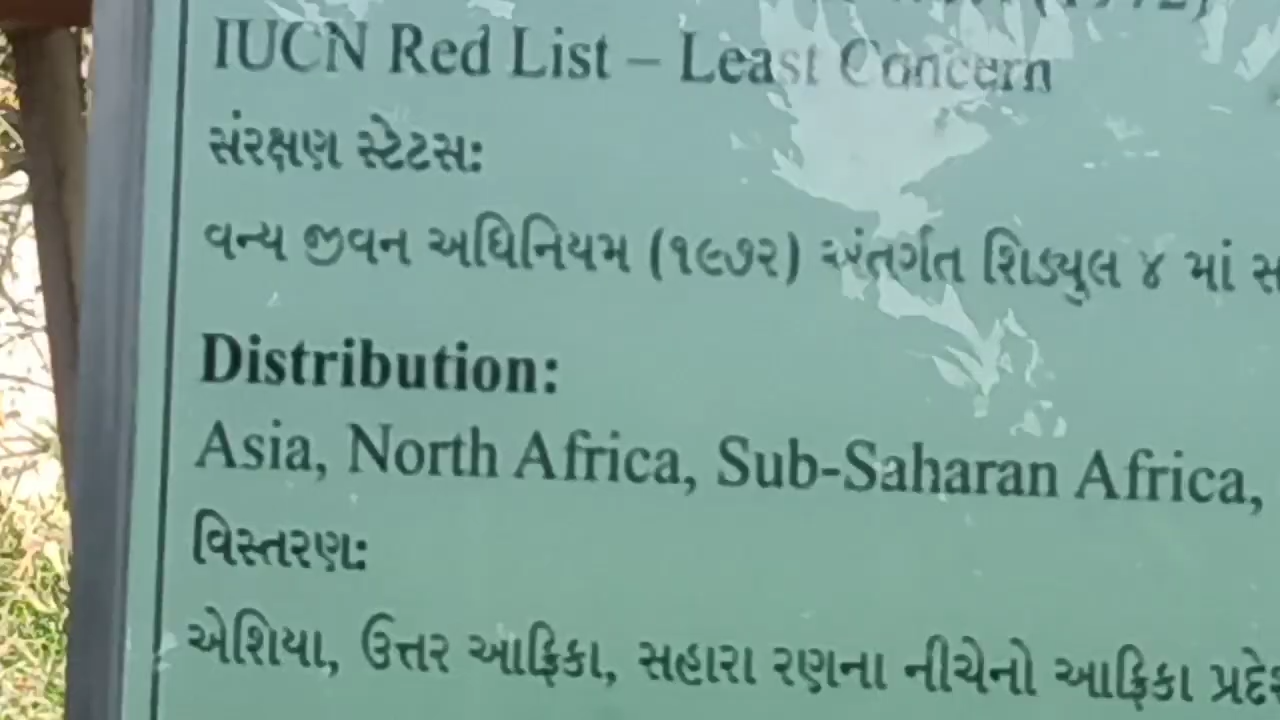 IUCN Red List – Least Concern
સંરક્ષણ સ્ટેટસઃ
વન્ય જીવન અધિનિયમ (૧૯૭૨) અંતર્ગત શિડ્યુલ ૪ માં
Distribution:
Asia, North Africa, Sub-Saharan Africa,
વિસ્તરણઃ
એશિયા, ઉત્તર આફ્રિકા, સહારા રણના નીચેનો આફ્રિકા